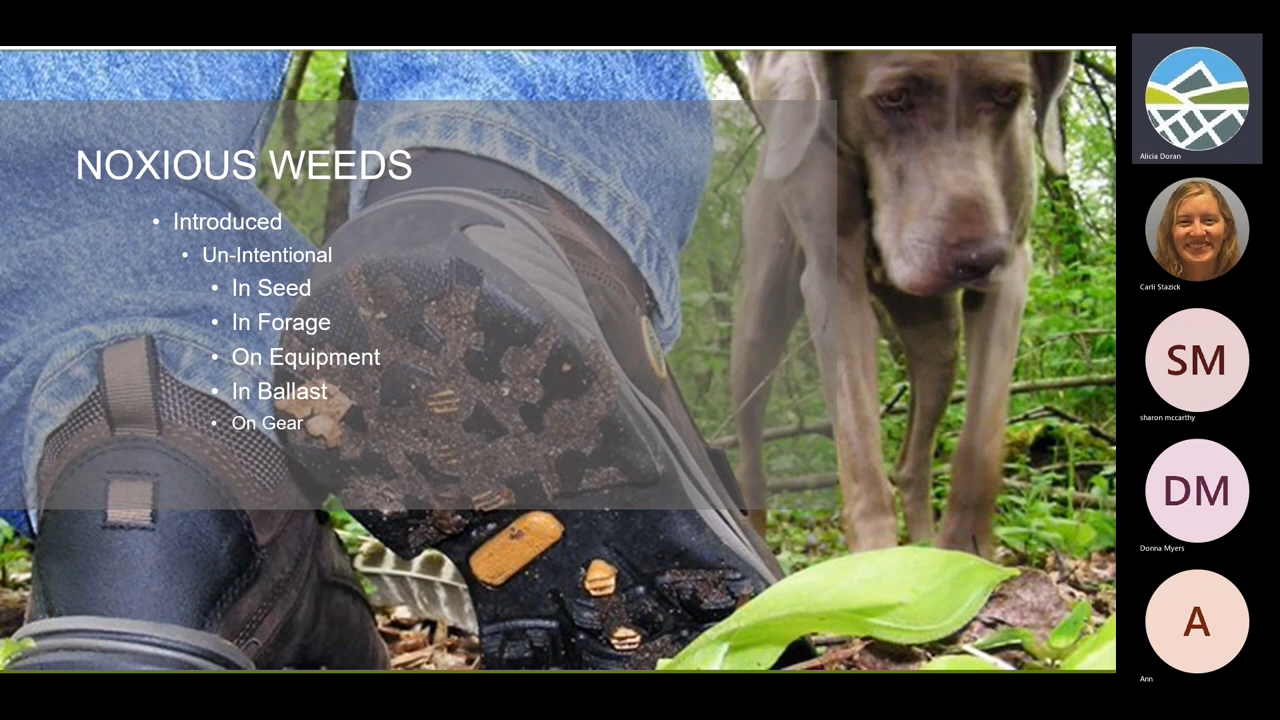 NOXIOUS WEEDS
• Introduced
• Un-Intentional
• In Seed
• In Forage
• On Equipment
• In Ballast
• On Gear
Alicia Doran
Carli Stazick
SM
sharon mccarthy
DM
Donna Myers
A
Ann